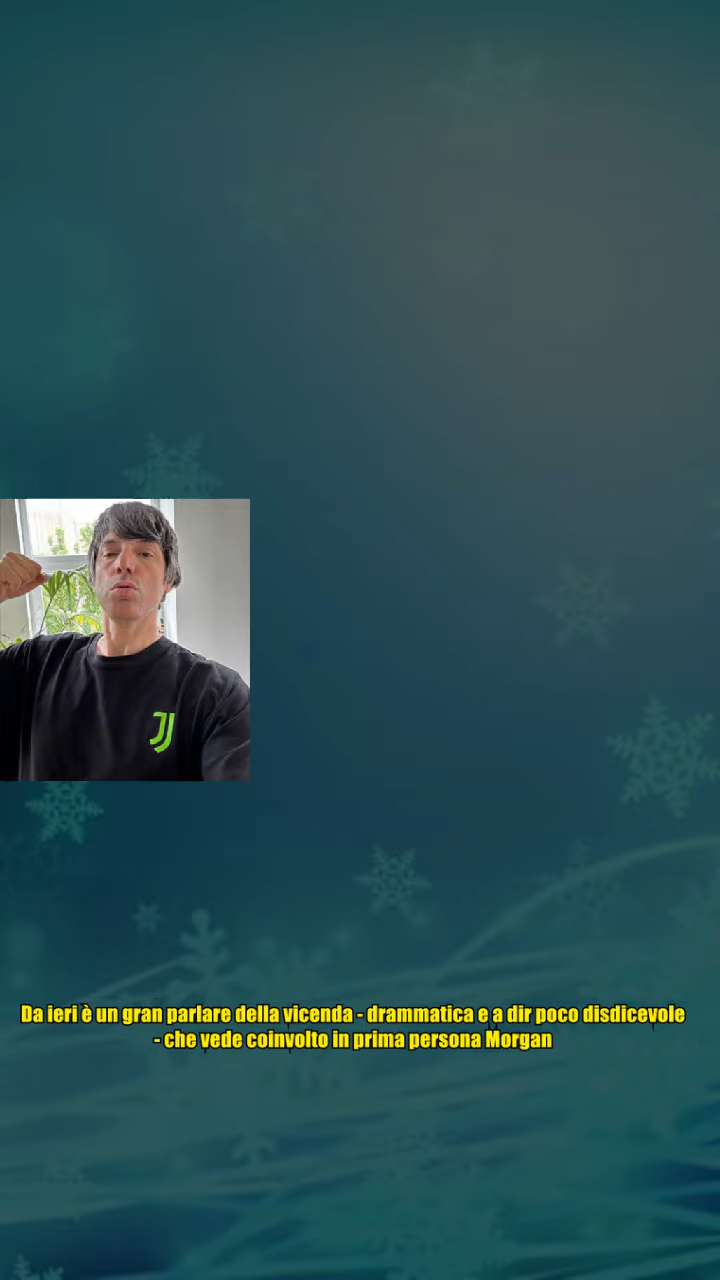 Da ieri è un gran parlare della vicenda - drammatica e a dir poco disdicevole
- che vede coinvolto in prima persona Morgan